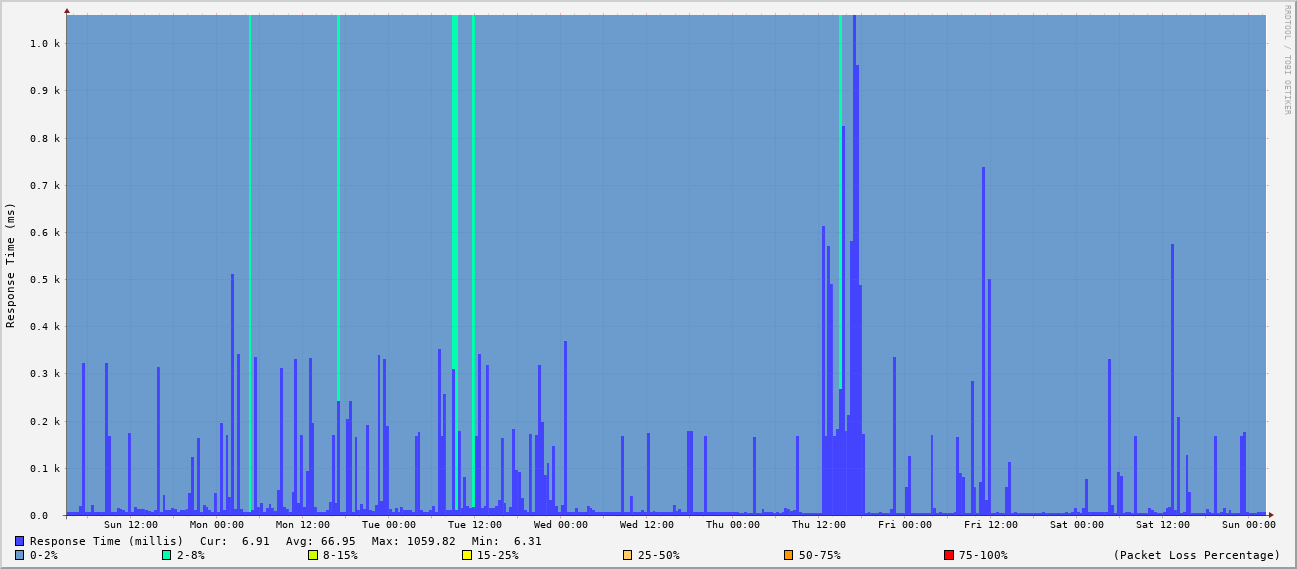 RRDTOOL / TOBI OETIKER
Response Time (ms)
1.0 k
0.9 k
0.8 k
0.7 k
0.6 k
0.5 k
0.4 k
0.3 k
0.2 k
0.1 k
0.0
Sun 12:00 Mon 00:00 Mon 12:00 Tue 00:00 Tue 12:00 Wed 00:00 Wed 12:00 Thu 00:00 Thu 12:00 Fri 00:00 Fri 12:00 Sat 00:00 Sat 12:00 Sun 00:00
Response Time (millis) Cur: 6.91 Avg: 66.95 Max: 1059.82 Min: 6.31
0-2% 2-8% 8-15% 15-25% 25-50% 50-75% 75-100% (Packet Loss Percentage)